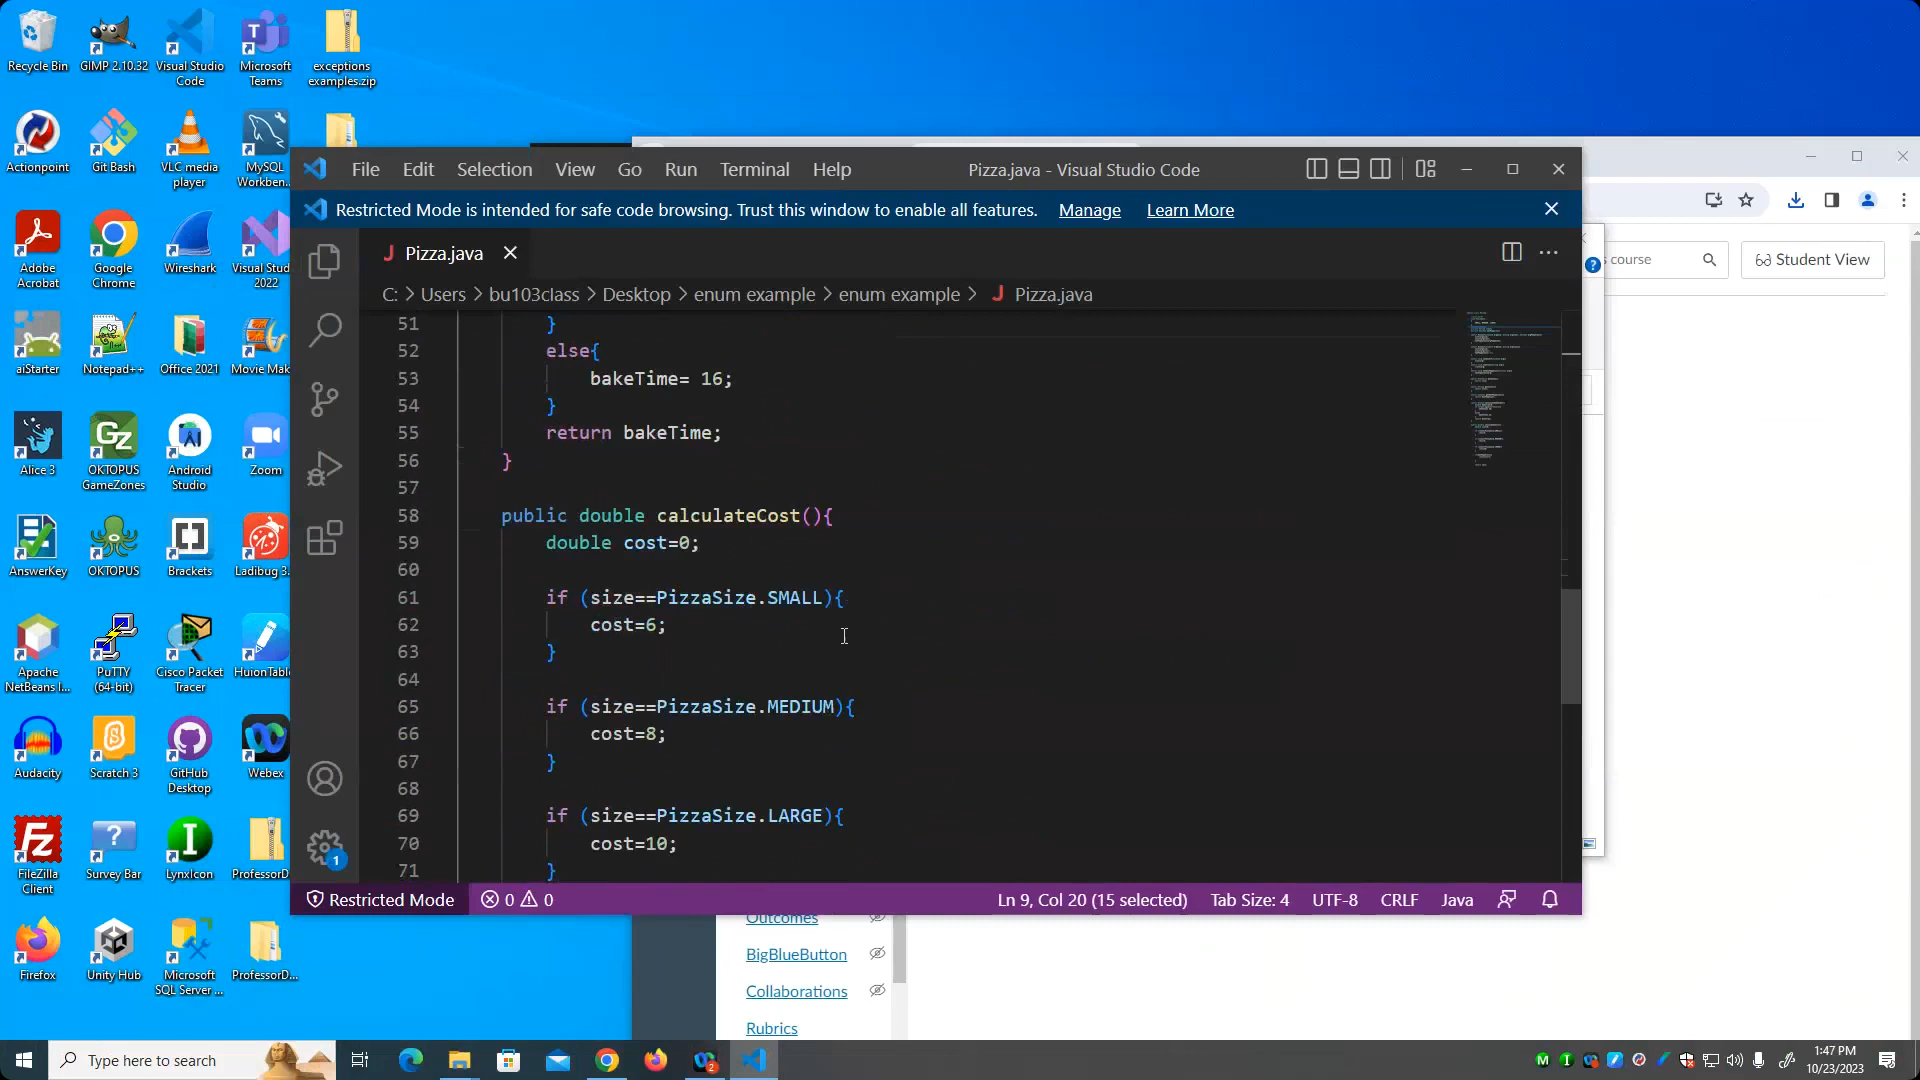 Recycle Bin
GIMP 2.10.32
Visual Studio
Code
Microsoft
Teams
exceptions
examples.zip
Actionpoint
Git Bash
VLC media
player
MySQL
Workben...
Adobe
Acrobat
Google
Chrome
Wireshark
Visual Stud
2022
aiStarter
Notepad++
Office 2021
Movie Mak
Alice 3
OKTOPUS
GameZones
Android
Studio
Zoom
AnswerKey
OKTOPUS
Brackets
Ladibug 3.
Apache
NetBeans I...
PuTTY
(64-bit)
Cisco Packet
Tracer
HuionTabl
Audacity
Scratch 3
GitHub
Desktop
Webex
FileZilla
Client
Survey Bar
LynxIcon
ProfessorD
Firefox
Unity Hub
Microsoft
SQL Server ...
ProfessorD...
File Edit Selection View Go Run Terminal Help
Pizza.java - Visual Studio Code
Restricted Mode is intended for safe code browsing. Trust this window to enable all features. Manage Learn More
J Pizza.java
C: > Users > bu103class > Desktop > enum example > enum example > J Pizza.java
51 }
52 else{
53 bakeTime= 16;
54 }
55 return bakeTime;
56 }
57
58 public double calculateCost(){
59 double cost=0;
60
61 if (size==PizzaSize.SMALL){
62 cost=6;
63 }
64
65 if (size==PizzaSize.MEDIUM){
66 cost=8;
67 }
68
69 if (size==PizzaSize.LARGE){
70 cost=10;
71 }
1
Restricted Mode 0 0 Ln 9, Col 20 (15 selected) Tab Size: 4 UTF-8 CRLF Java
s course
Student View
Outcomes
BigBlueButton
Collaborations
Rubrics
Type here to search
2
1:47 PM
10/23/2023